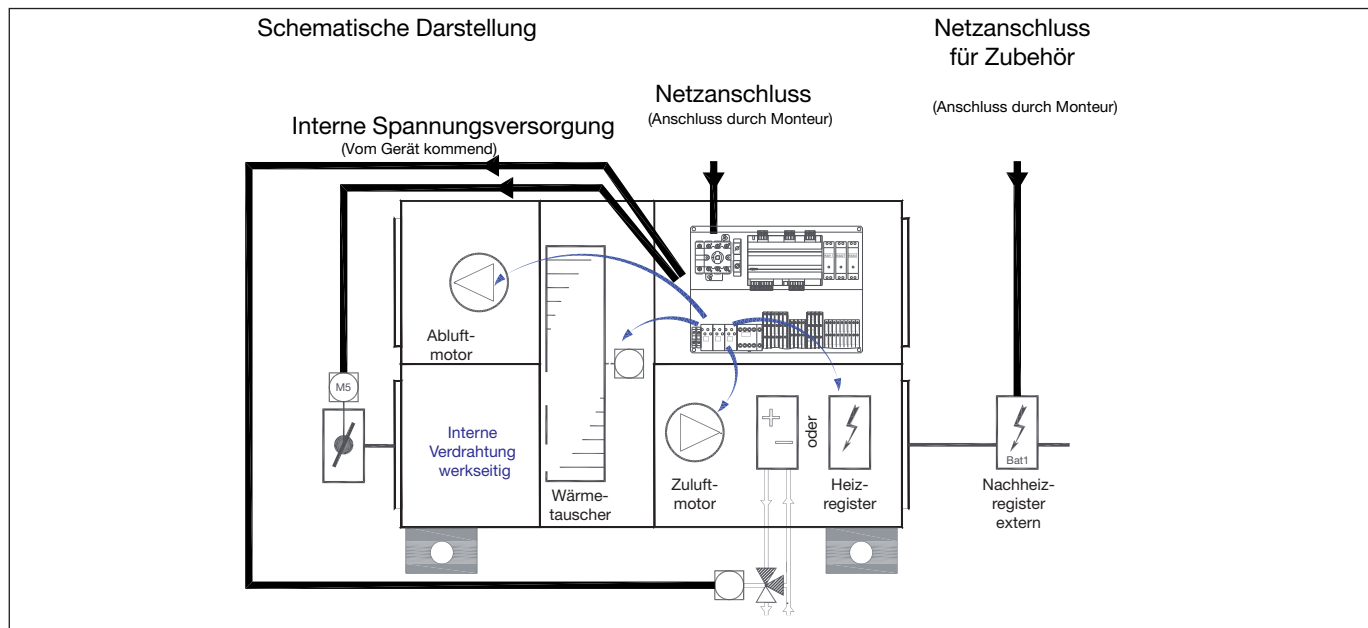 Schematische Darstellung
Netzanschluss
für Zubehör
(Anschluss durch Monteur)
Netzanschluss
(Anschluss durch Monteur)
Interne Spannungsversorgung
(Vom Gerät kommend)
Abluft-
motor
M5
Interne
Verdrahtung
werkseitig
Wärme-
tauscher
Zuluft-
motor
oder
Heiz-
register
Bat1
Nachheiz-
register
extern